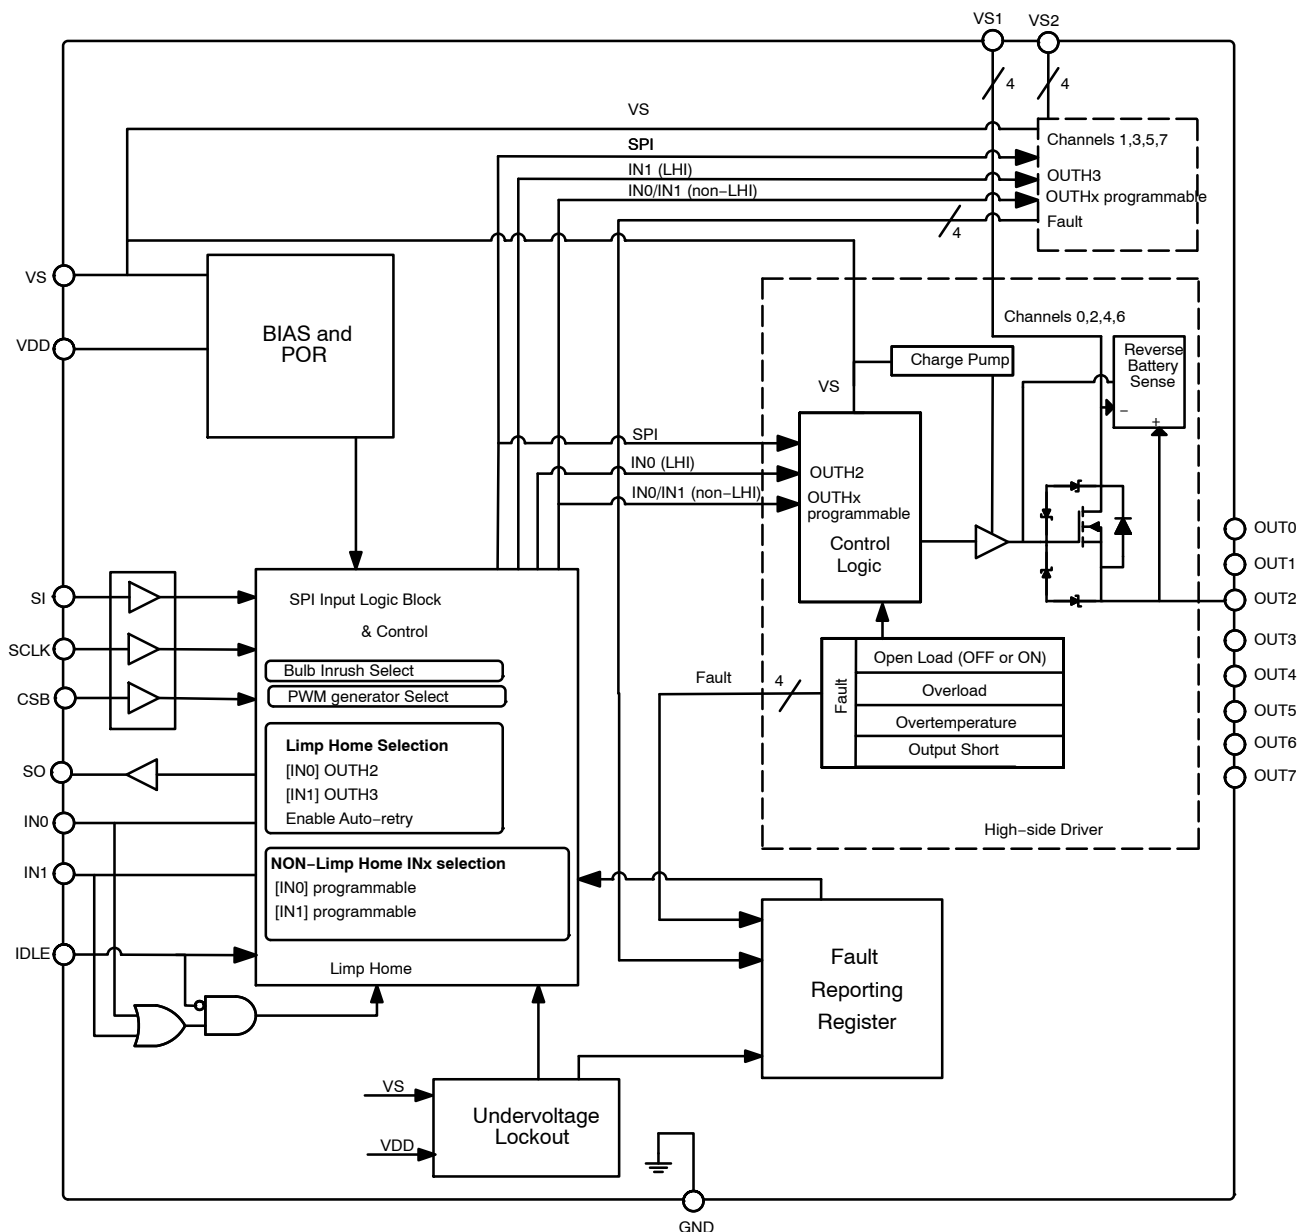 VS1
VS2
4
4
VS
Channels 1,3,5,7
SPI
IN1 (LHI)
OUTH3
IN0/IN1 (non−LHI)
OUTHx programmable
4
Fault
VS
VDD
BIAS and
POR
Channels 0,2,4,6
Charge Pump
Reverse
Battery
Sense
−
+
VS
SPI
IN0 (LHI)
OUTH2
IN0/IN1 (non−LHI)
OUTHx
programmable
Control
Logic
OUT0
OUT1
OUT2
OUT3
OUT4
OUT5
OUT6
OUT7
SI
SCLK
CSB
SO
IN0
IN1
IDLE
SPI Input Logic Block
& Control
Bulb Inrush Select
PWM generator Select
Limp Home Selection
[IN0] OUTH2
[IN1] OUTH3
Enable Auto−retry
NON−Limp Home INx selection
[IN0] programmable
[IN1] programmable
Limp Home
Fault
4
Fault
Open Load (OFF or ON)
Overload
Overtemperature
Output Short
High−side Driver
Fault
Reporting
Register
VS
VDD
Undervoltage
Lockout
GND